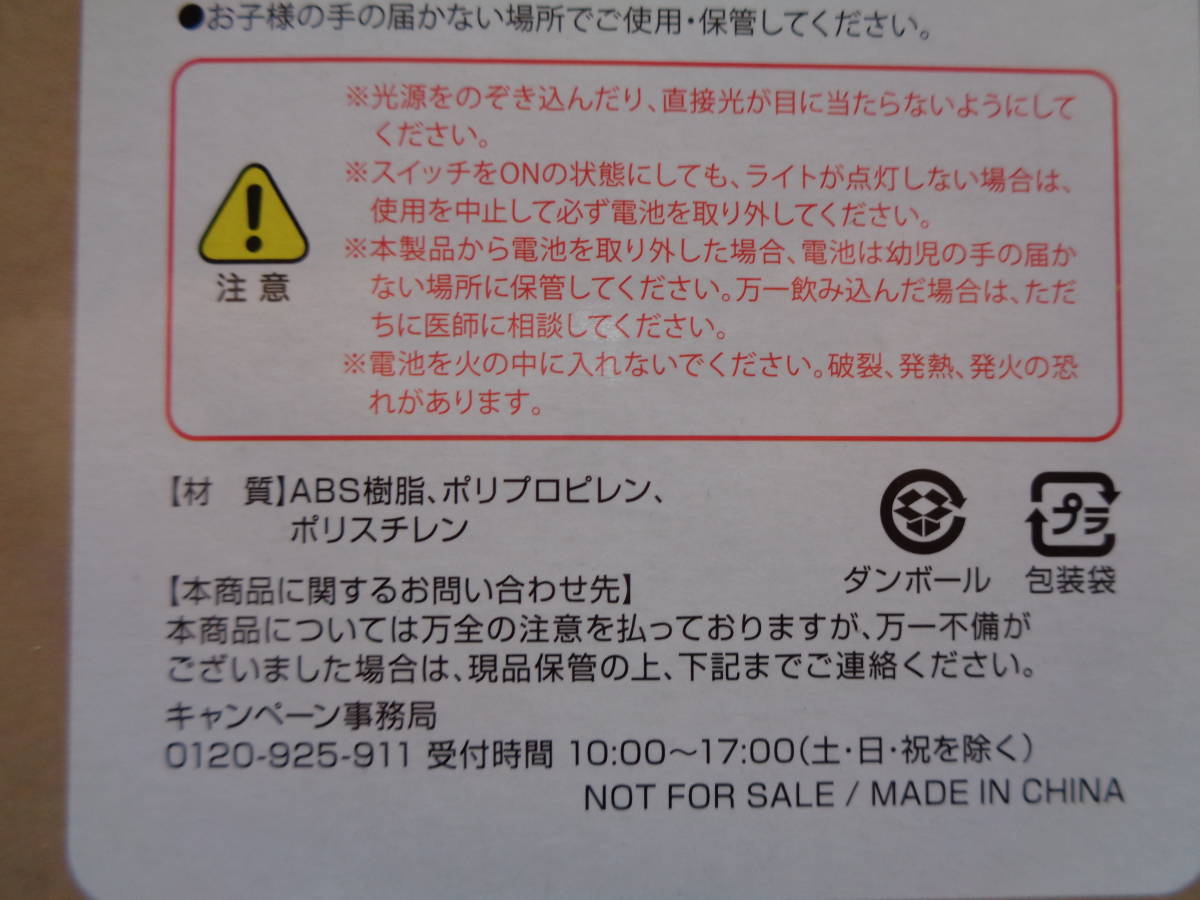 ●お子様の手の届かない場所でご使用・保管してください。
※光源をのぞき込んだり、直接光が目に当たらないようにして
ください。
※スイッチをONの状態にしても、ライトが点灯しない場合は、
使用を中止して必ず電池を取り外してください。
※本製品から電池を取り外した場合、電池は幼児の手の届か
ない場所に保管してください。万一飲み込んだ場合は、ただ
ちに医師に相談してください。
※電池を火の中に入れないでください。破裂、発熱、発火の恐
れがあります。
注意
【材　質】ABS樹脂、ポリプロピレン、
ポリスチレン
プラ
ダンボール 包装袋
【本商品に関するお問い合わせ先】
本商品については万全の注意を払っておりますが、万一不備が
ございました場合は、現品保管の上、下記までご連絡ください。
キャンペーン事務局
0120-925-911 受付時間 10:00～17:00(土・日・祝を除く)
NOT FOR SALE / MADE IN CHINA